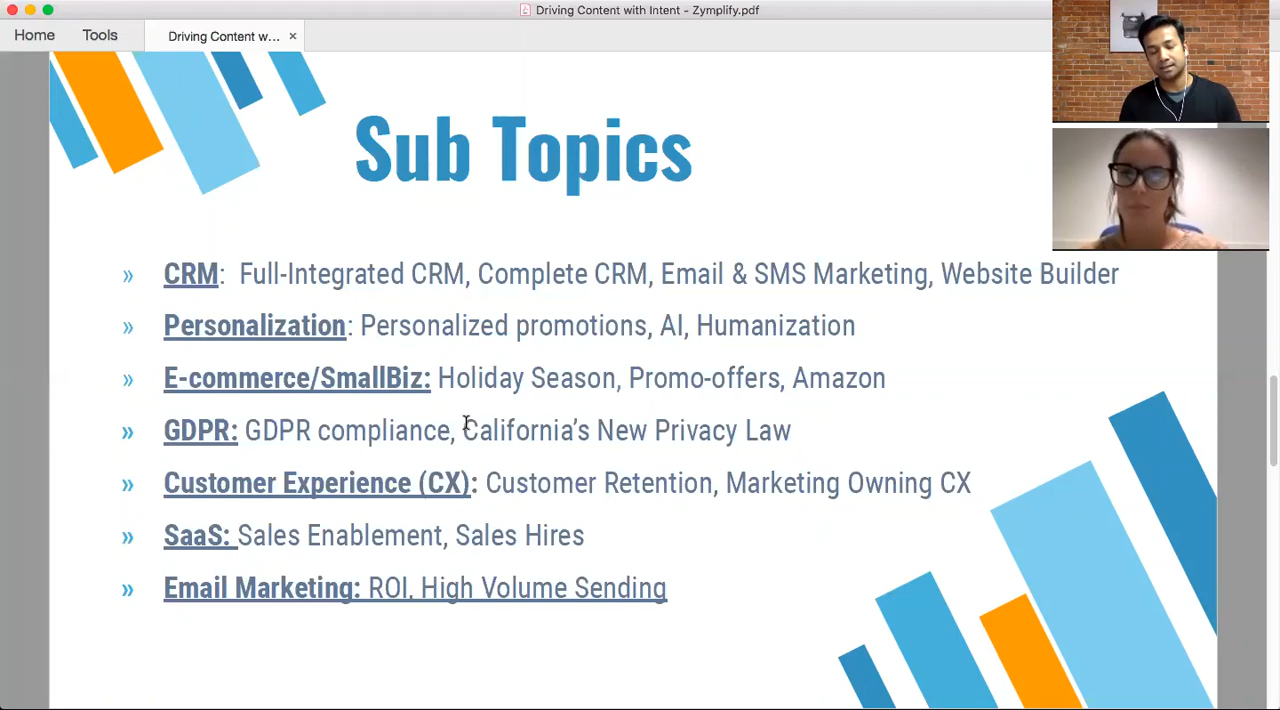 Driving Content with Intent - Zymplify.pdf
Home Tools Driving Content w... ×
Sub Topics
» CRM: Full-Integrated CRM, Complete CRM, Email & SMS Marketing, Website Builder
» Personalization: Personalized promotions, AI, Humanization
» E-commerce/SmallBiz: Holiday Season, Promo-offers, Amazon
» GDPR: GDPR compliance, California’s New Privacy Law
» Customer Experience (CX): Customer Retention, Marketing Owning CX
» SaaS: Sales Enablement, Sales Hires
» Email Marketing: ROI, High Volume Sending